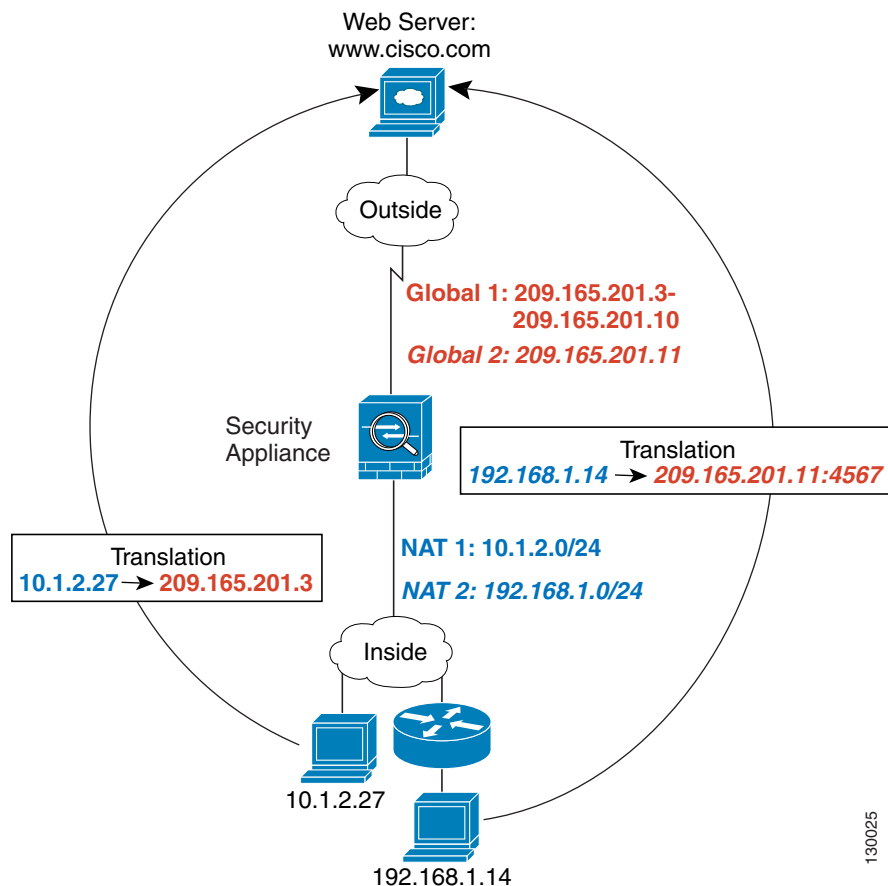 Web Server:
www.cisco.com
Outside
Global 1: 209.165.201.3-
209.165.201.10
Global 2: 209.165.201.11
Security
Appliance
Translation
192.168.1.14 → 209.165.201.11:4567
NAT 1: 10.1.2.0/24
NAT 2: 192.168.1.0/24
Translation
10.1.2.27 → 209.165.201.3
Inside
10.1.2.27
192.168.1.14
130025